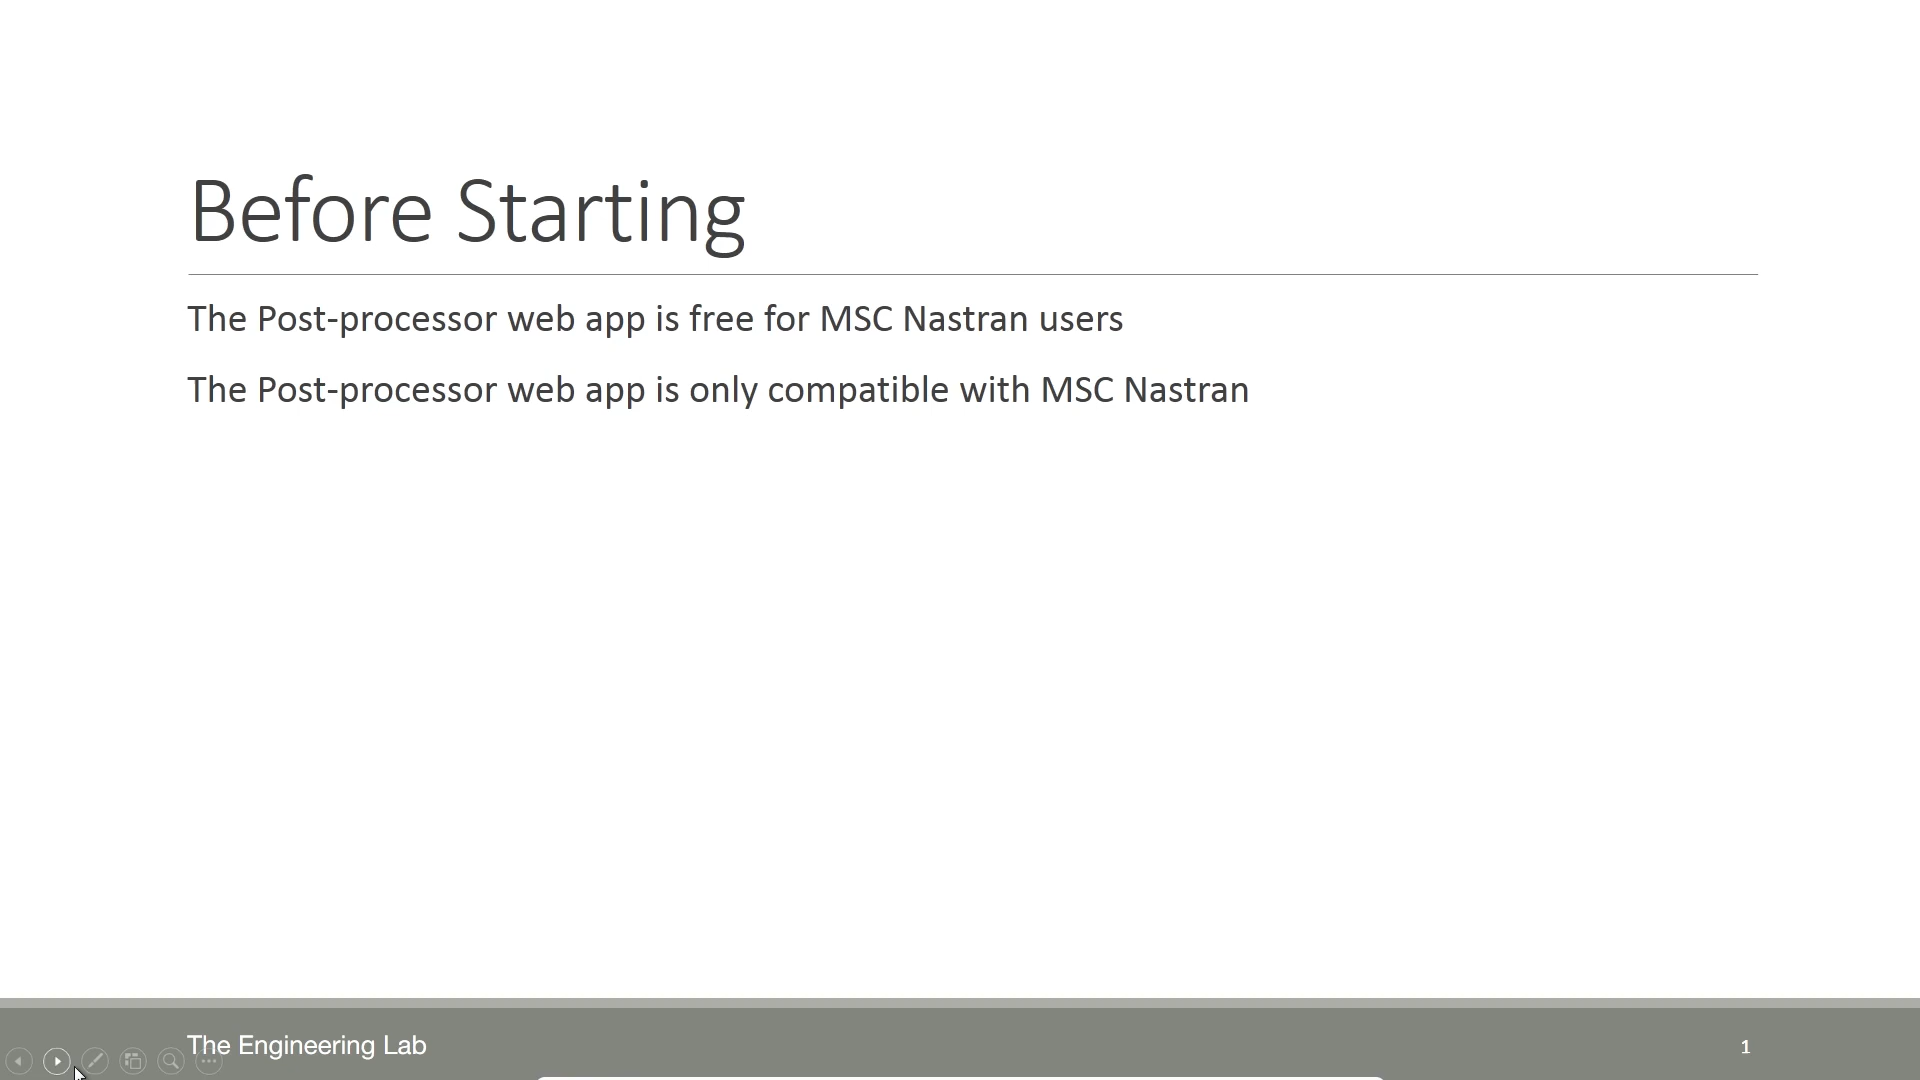 Before Starting
The Post-processor web app is free for MSC Nastran users
The Post-processor web app is only compatible with MSC Nastran
The Engineering Lab
1